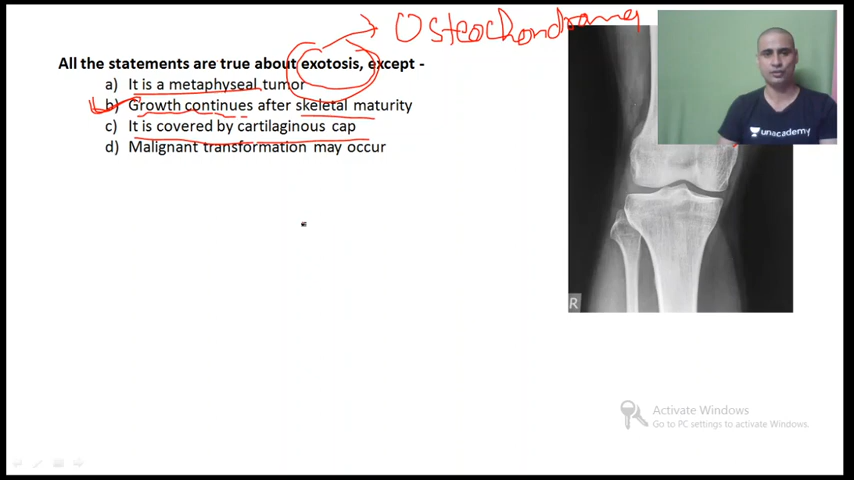 Osteochondroma
All the statements are true about exotosis, except -
a) It is a metaphyseal tumor
b) Growth continues after skeletal maturity
c) It is covered by cartilaginous cap
d) Malignant transformation may occur
unacademy
R
Activate Windows
Go to PC settings to activate Windows.